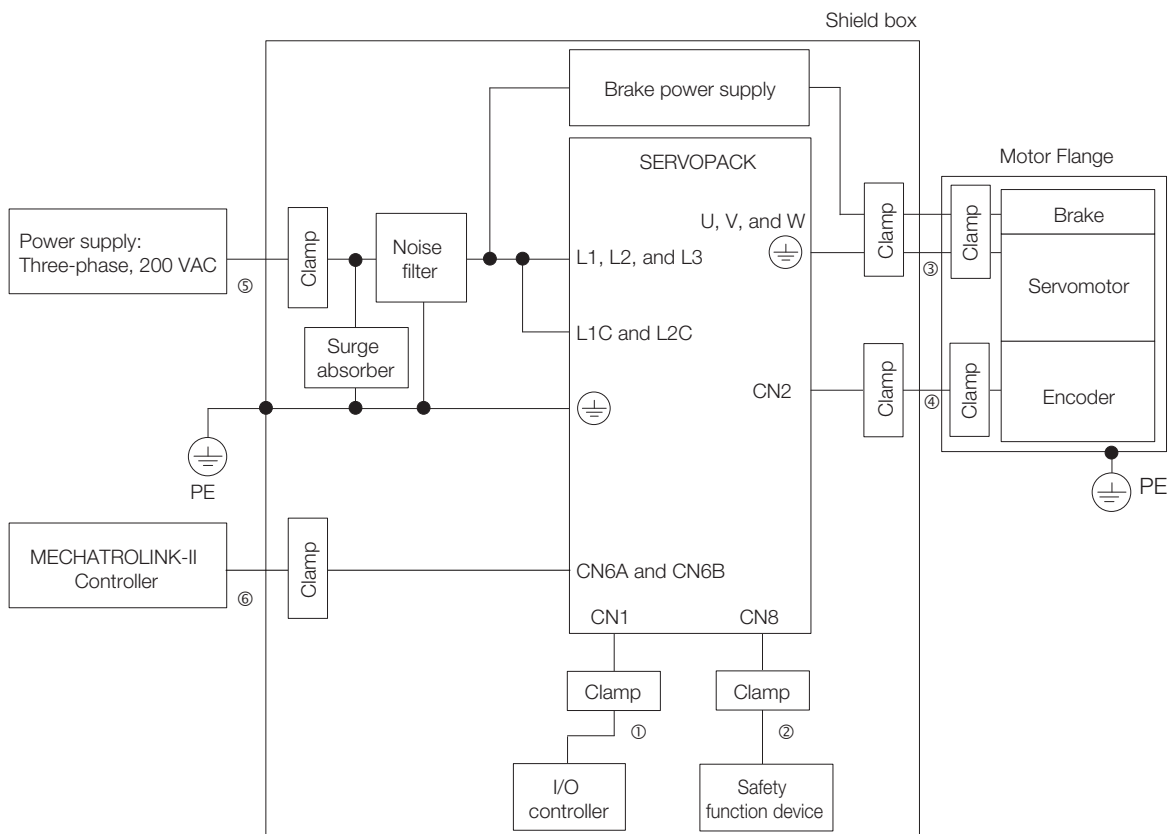 Shield box
Brake power supply
SERVOPACK
Motor Flange
Power supply:
Three-phase, 200 VAC
⑤
Clamp
Noise
filter
L1, L2, and L3
U, V, and W
Clamp
③
Clamp
Brake
Servomotor
Surge
absorber
L1C and L2C
CN2
Clamp
④
Clamp
Encoder
PE
PE
MECHATROLINK-II
Controller
⑥
Clamp
CN6A and CN6B
CN1
CN8
Clamp
Clamp
①
②
I/O
controller
Safety
function device